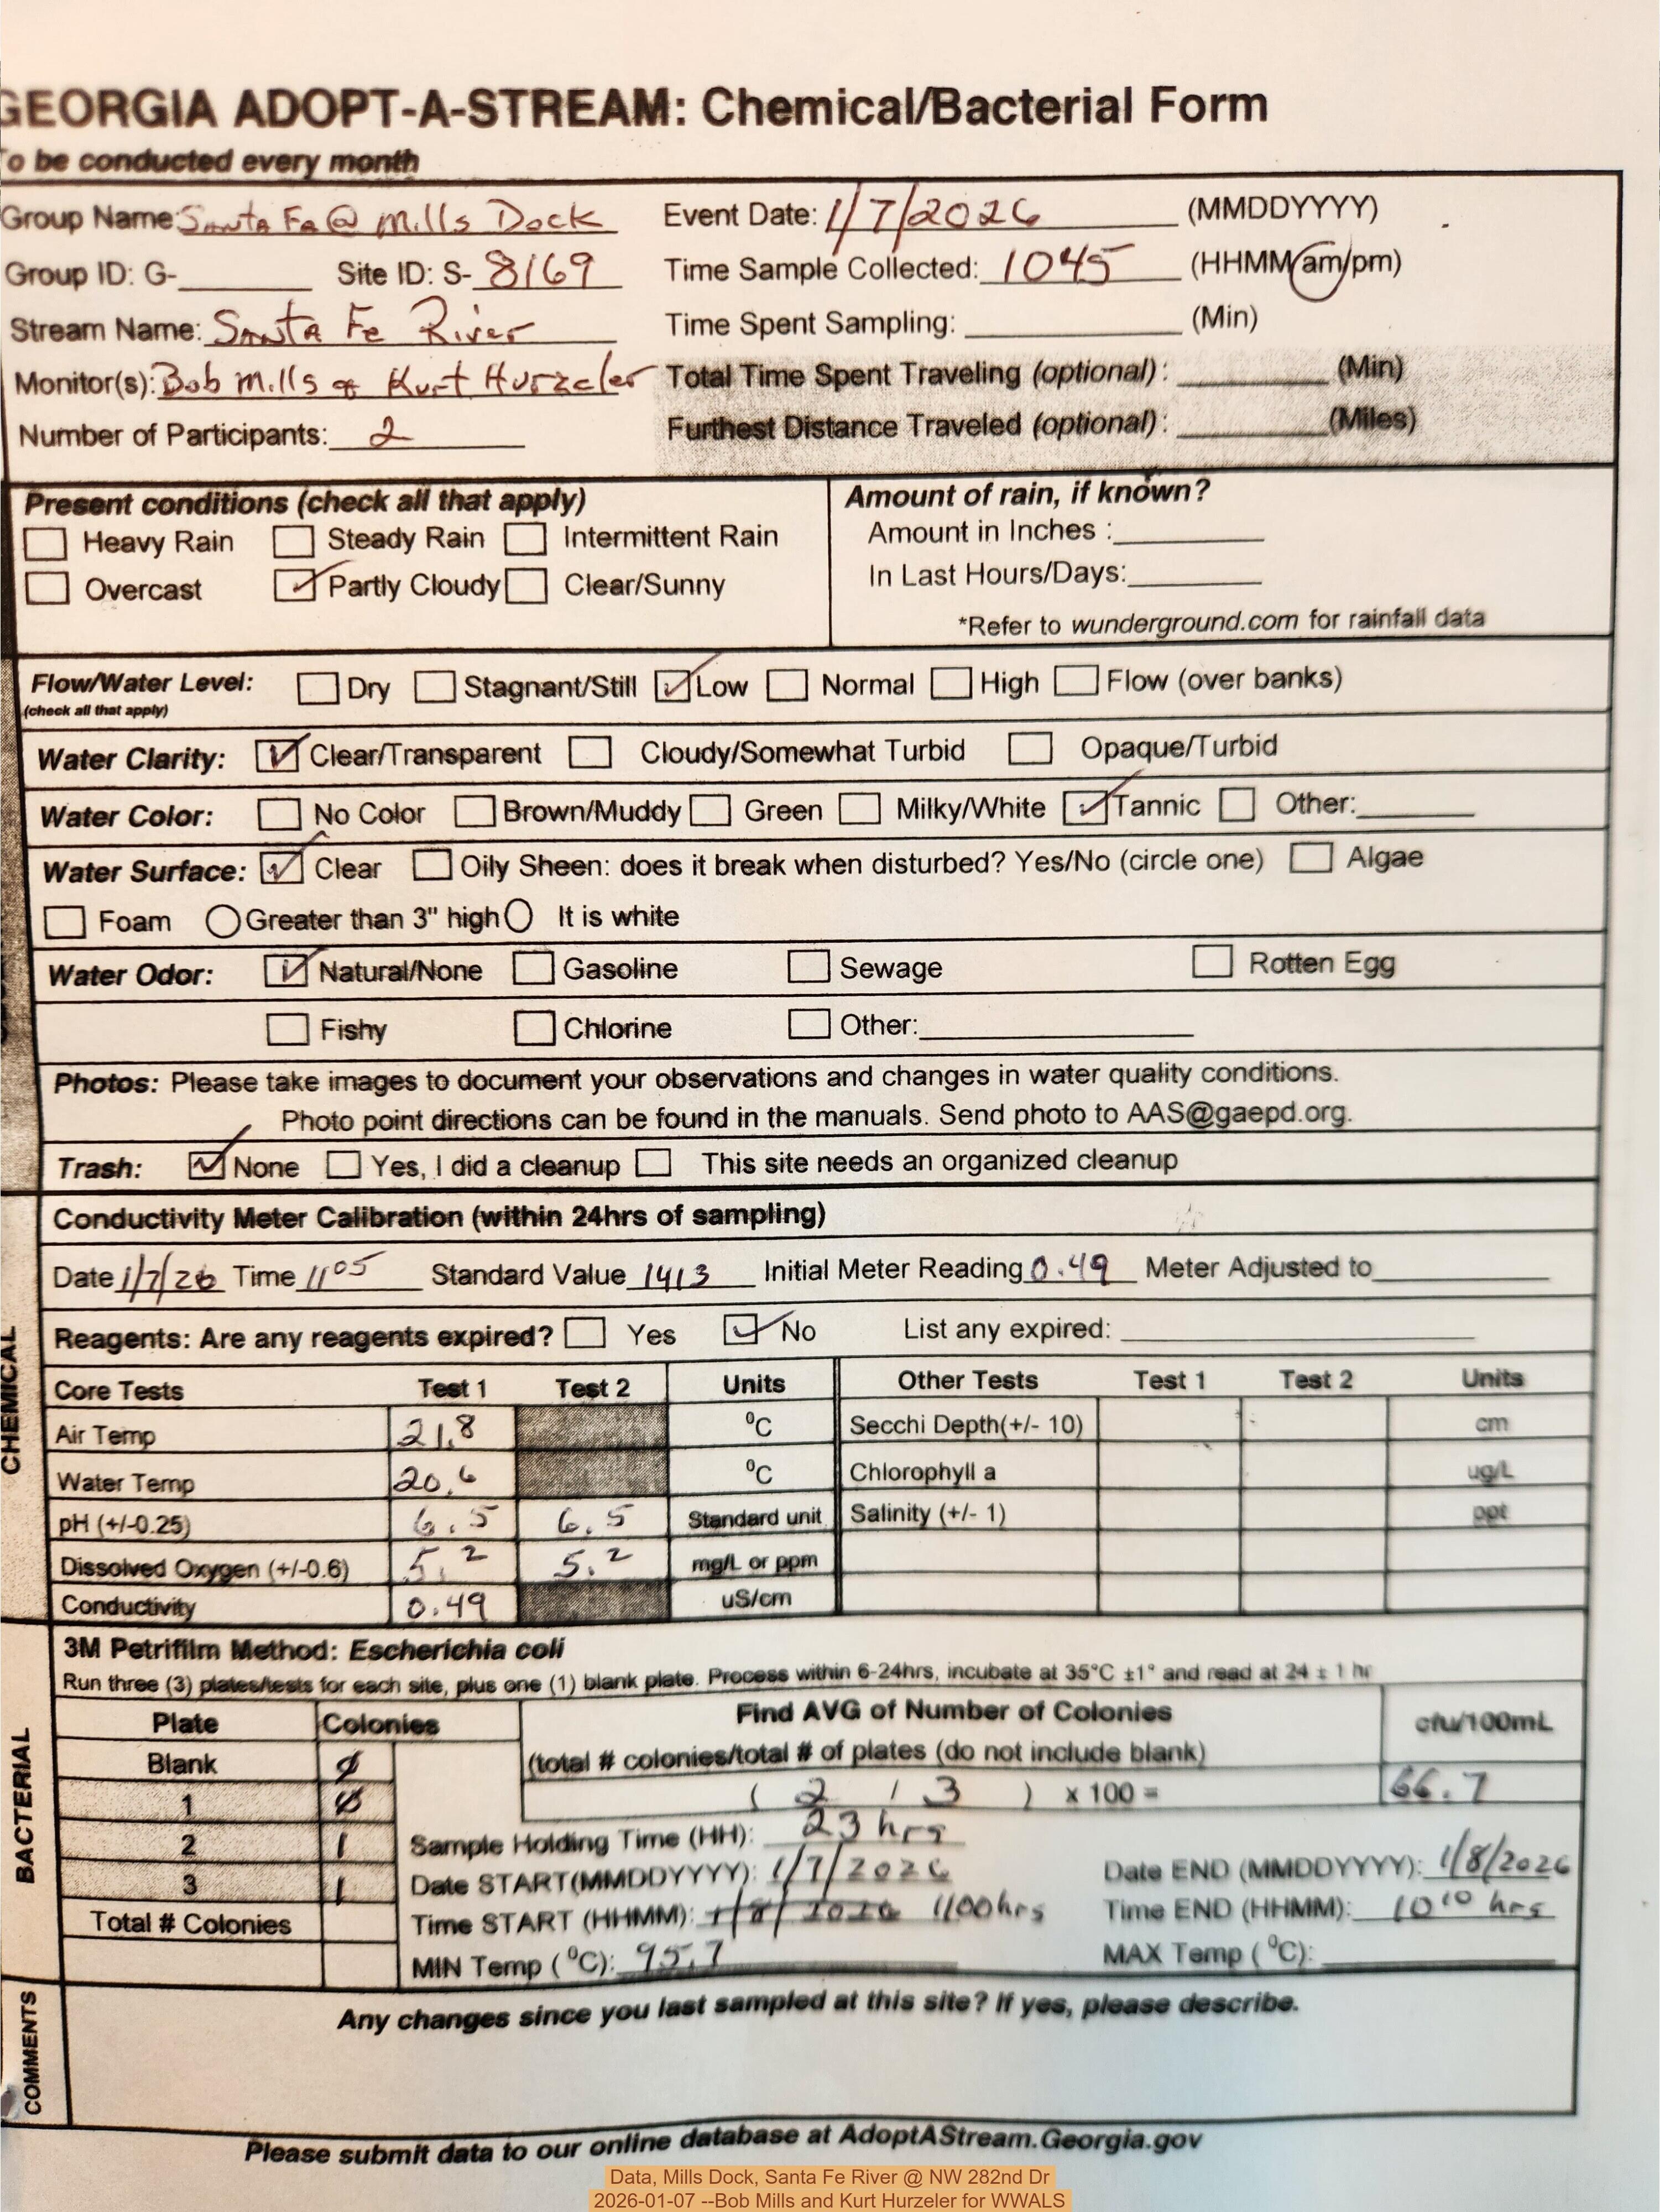 GEORGIA ADOPT-A-STREAM: Chemical/Bacterial Form
To be conducted every month
Group Name: Santa Fe @ Mills Dock Event Date: 1/7/2026 (MMDDYYYY)
Group ID: G-______ Site ID: S- 8169 Time Sample Collected: 1045 (HHMM am/pm)
Stream Name: Santa Fe River Time Spent Sampling: ______ (Min)
Monitor(s): Bob Mills & Kurt Hurzeler Total Time Spent Traveling (optional): ______ (Min)
Number of Participants: 2 Furthest Distance Traveled (optional): ______ (Miles)
Present conditions (check all that apply) Amount of rain, if known?
☐ Heavy Rain ☐ Steady Rain ☐ Intermittent Rain Amount in Inches :______
☐ Overcast ☑ Partly Cloudy ☐ Clear/Sunny In Last Hours/Days:______
*Refer to wunderground.com for rainfall data
Flow/Water Level: ☐ Dry ☐ Stagnant/Still ☑ Low ☐ Normal ☐ High ☐ Flow (over banks)
(check all that apply)
Water Clarity: ☑ Clear/Transparent ☐ Cloudy/Somewhat Turbid ☐ Opaque/Turbid
Water Color: ☐ No Color ☐ Brown/Muddy ☐ Green ☐ Milky/White ☑ Tannic ☐ Other:______
Water Surface: ☑ Clear ☐ Oily Sheen: does it break when disturbed? Yes/No (circle one) ☐ Algae
☐ Foam ○ Greater than 3" high ○ It is white
Water Odor: ☑ Natural/None ☐ Gasoline ☐ Sewage ☐ Rotten Egg
☐ Fishy ☐ Chlorine ☐ Other:______
Photos: Please take images to document your observations and changes in water quality conditions.
Photo point directions can be found in the manuals. Send photo to AAS@gaepd.org.
Trash: ☑ None ☐ Yes, I did a cleanup ☐ This site needs an organized cleanup
CHEMICAL
Conductivity Meter Calibration (within 24hrs of sampling)
Date 1/7/26 Time 1105 Standard Value 1413 Initial Meter Reading 0.49 Meter Adjusted to______
Reagents: Are any reagents expired? ☐ Yes ☑ No List any expired: ______
Core Tests Test 1 Test 2 Units Other Tests Test 1 Test 2 Units
Air Temp 21.8 ⁰C Secchi Depth(+/- 10) cm
Water Temp 20.6 ⁰C Chlorophyll a ug/L
pH (+/-0.25) 6.5 6.5 Standard unit Salinity (+/- 1) ppt
Dissolved Oxygen (+/-0.6) 5.2 5.2 mg/L or ppm
Conductivity 0.49 uS/cm
BACTERIAL
3M Petrifilm Method: Escherichia coli
Run three (3) plates/tests for each site, plus one (1) blank plate. Process within 6-24hrs, incubate at 35°C ±1° and read at 24 ± 1 hr
Plate Colonies Find AVG of Number of Colonies cfu/100mL
Blank Ø (total # colonies/total # of plates (do not include blank)
1 Ø ( 2 / 3 ) x 100 = 66.7
2 1 Sample Holding Time (HH): 23 hrs
3 1 Date START(MMDDYYYY): 1/7/2026 Date END (MMDDYYYY): 1/8/2026
Total # Colonies Time START (HHMM): 1/8/2026 1100hrs Time END (HHMM): 1010 hrs
MIN Temp (⁰C): 95.7 MAX Temp (⁰C):______
COMMENTS
Any changes since you last sampled at this site? If yes, please describe.
Please submit data to our online database at AdoptAStream.Georgia.gov
Data, Mills Dock, Santa Fe River @ NW 282nd Dr
2026-01-07 --Bob Mills and Kurt Hurzeler for WWALS